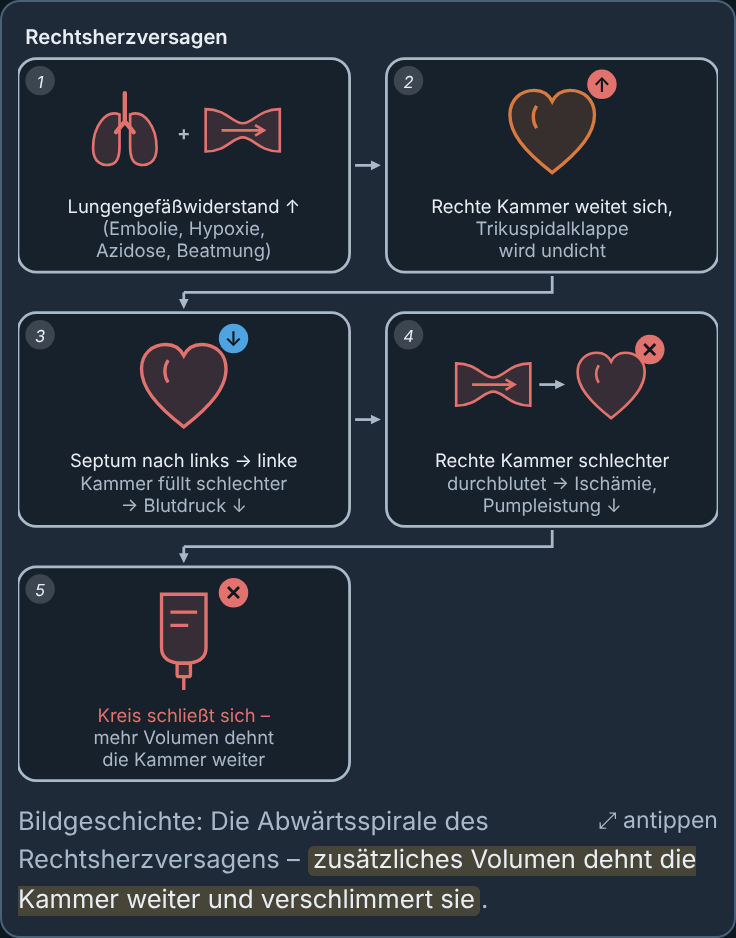 Rechtsherzversagen
1
+
Lungengefäßwiderstand ↑
(Embolie, Hypoxie,
Azidose, Beatmung)
2
Rechte Kammer weitet sich,
Trikuspidalklappe
wird undicht
3
Septum nach links → linke
Kammer füllt schlechter
→ Blutdruck ↓
4
Rechte Kammer schlechter
durchblutet → Ischämie,
Pumpleistung ↓
5
Kreis schließt sich –
mehr Volumen dehnt
die Kammer weiter
Bildgeschichte: Die Abwärtsspirale des
Rechtsherzversagens – zusätzliches Volumen dehnt die
Kammer weiter und verschlimmert sie.
⤢ antippen